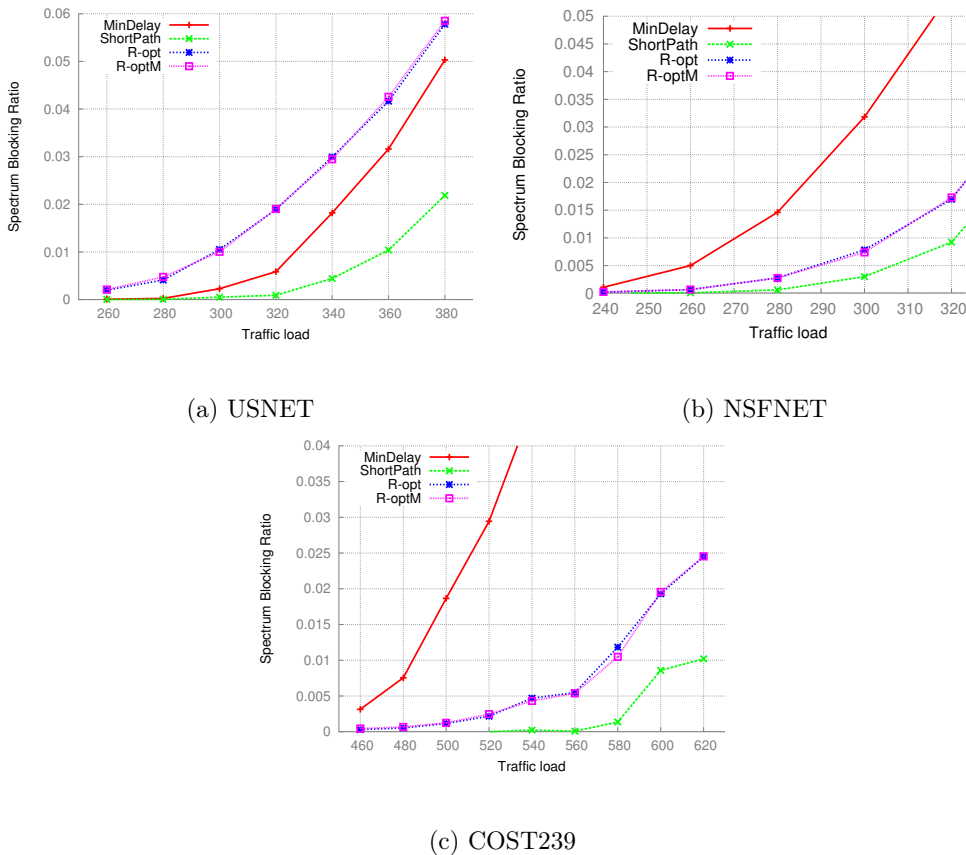 MinDelay
ShortPath
R-opt
R-optM
Spectrum Blocking Ratio
0.06
0.05
0.04
0.03
0.02
0.01
0
260 280 300 320 340 360 380
Traffic load
(a) USNET
MinDelay
ShortPath
R-opt
R-optM
Spectrum Blocking Ratio
0.05
0.045
0.04
0.035
0.03
0.025
0.02
0.015
0.01
0.005
0
240 250 260 270 280 290 300 310 320
Traffic load
(b) NSFNET
MinDelay
ShortPath
R-opt
R-optM
Spectrum Blocking Ratio
0.04
0.035
0.03
0.025
0.02
0.015
0.01
0.005
0
460 480 500 520 540 560 580 600 620
Traffic load
(c) COST239